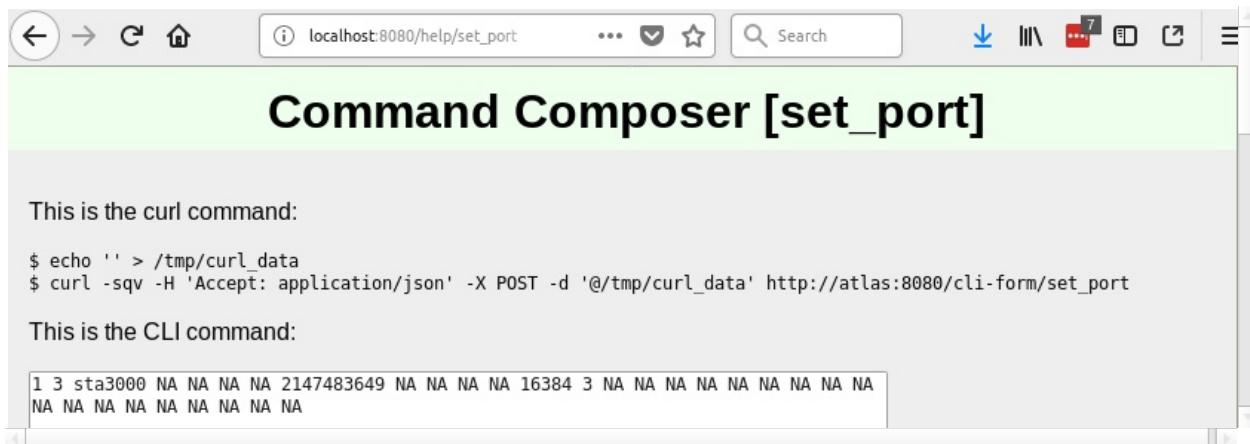 localhost:8080/help/set_port
Search
7
Command Composer [set_port]
This is the curl command:
$ echo '' > /tmp/curl_data
$ curl -sqv -H 'Accept: application/json' -X POST -d '@/tmp/curl_data' http://atlas:8080/cli-form/set_port
This is the CLI command:
1 3 sta3000 NA NA NA NA 2147483649 NA NA NA NA 16384 3 NA NA NA NA NA NA NA NA NA
NA NA NA NA NA NA NA NA NA